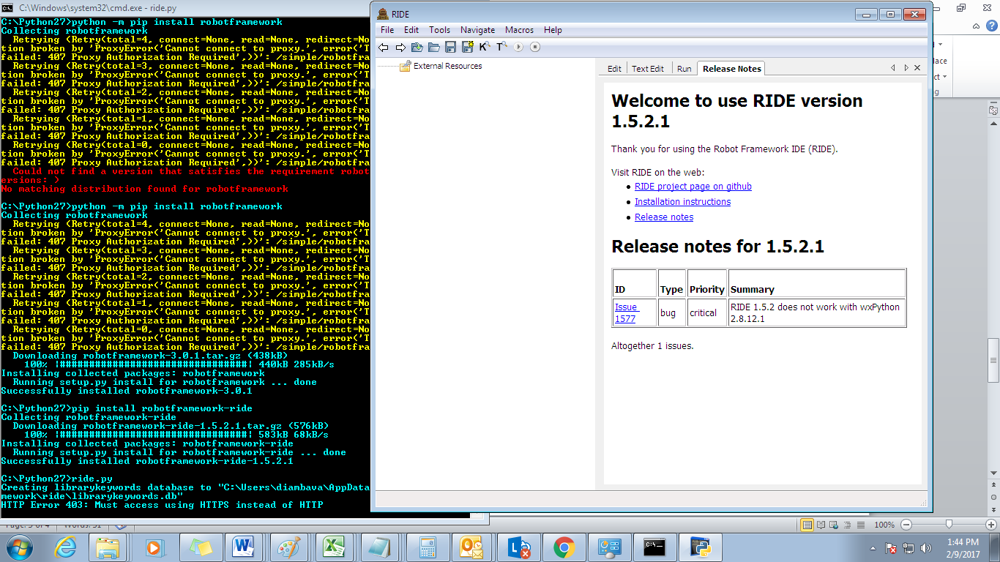 C:\Windows\system32\cmd.exe - ride.py
C:\Python27>python -m pip install robotframework
Collecting robotframework
Retrying (Retry(total=4, connect=None, read=None, redirect=No
tion broken by 'ProxyError('Cannot connect to proxy.', error('T
failed: 407 Proxy Authorization Required',))': /simple/robotfra
Retrying (Retry(total=3, connect=None, read=None, redirect=No
tion broken by 'ProxyError('Cannot connect to proxy.', error('T
failed: 407 Proxy Authorization Required',))': /simple/robotfra
Retrying (Retry(total=2, connect=None, read=None, redirect=No
tion broken by 'ProxyError('Cannot connect to proxy.', error('T
failed: 407 Proxy Authorization Required',))': /simple/robotfra
Retrying (Retry(total=1, connect=None, read=None, redirect=No
tion broken by 'ProxyError('Cannot connect to proxy.', error('T
failed: 407 Proxy Authorization Required',))': /simple/robotfra
Retrying (Retry(total=0, connect=None, read=None, redirect=No
tion broken by 'ProxyError('Cannot connect to proxy.', error('T
failed: 407 Proxy Authorization Required',))': /simple/robotfra
Could not find a version that satisfies the requirement robot
ersions: )
No matching distribution found for robotframework
C:\Python27>python -m pip install robotframework
Collecting robotframework
Retrying (Retry(total=4, connect=None, read=None, redirect=No
tion broken by 'ProxyError('Cannot connect to proxy.', error('T
failed: 407 Proxy Authorization Required',))': /simple/robotfra
Retrying (Retry(total=3, connect=None, read=None, redirect=No
tion broken by 'ProxyError('Cannot connect to proxy.', error('T
failed: 407 Proxy Authorization Required',))': /simple/robotfra
Retrying (Retry(total=2, connect=None, read=None, redirect=No
tion broken by 'ProxyError('Cannot connect to proxy.', error('T
failed: 407 Proxy Authorization Required',))': /simple/robotfra
Retrying (Retry(total=1, connect=None, read=None, redirect=No
tion broken by 'ProxyError('Cannot connect to proxy.', error('T
failed: 407 Proxy Authorization Required',))': /simple/robotfra
Retrying (Retry(total=0, connect=None, read=None, redirect=No
tion broken by 'ProxyError('Cannot connect to proxy.', error('T
failed: 407 Proxy Authorization Required',))': /simple/robotfra
Downloading robotframework-3.0.1.tar.gz (438kB)
100% |################################| 440kB 285kB/s
Installing collected packages: robotframework
Running setup.py install for robotframework ... done
Successfully installed robotframework-3.0.1
C:\Python27>pip install robotframework-ride
Collecting robotframework-ride
Downloading robotframework-ride-1.5.2.1.tar.gz (576kB)
100% |################################| 583kB 68kB/s
Installing collected packages: robotframework-ride
Running setup.py install for robotframework-ride ... done
Successfully installed robotframework-ride-1.5.2.1
C:\Python27>ride.py
Creating librarykeywords database to "C:\Users\diambava\AppData
mework\ride\librarykeywords.db"
HTTP Error 403: Must access using HTTPS instead of HTTP
RIDE
File Edit Tools Navigate Macros Help
K T
External Resources
Edit Text Edit Run Release Notes
Welcome to use RIDE version
1.5.2.1
Thank you for using the Robot Framework IDE (RIDE).
Visit RIDE on the web:
RIDE project page on github
Installation instructions
Release notes
Release notes for 1.5.2.1
ID Type Priority Summary
Issue bug critical RIDE 1.5.2 does not work with wxPython
1577 2.8.12.1
Altogether 1 issues.
lace
ct
g
100%
1:44 PM
2/9/2017